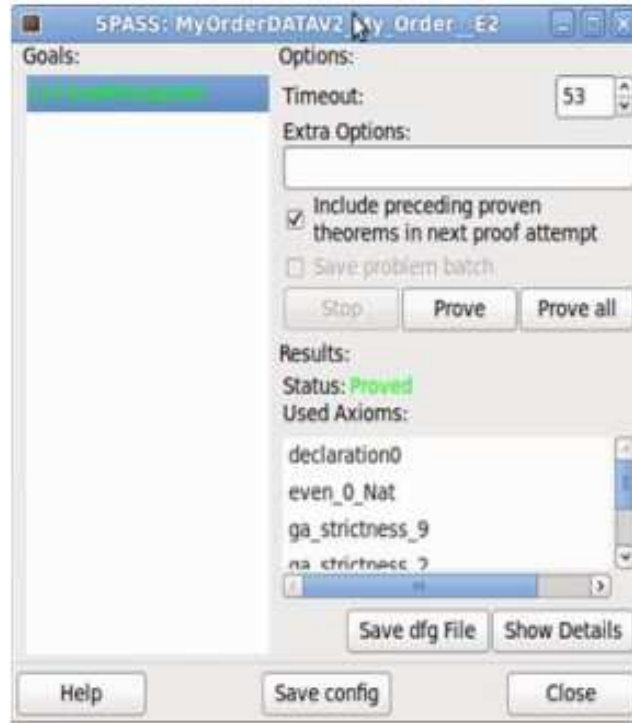 SPASS: MyOrderDATAV2_My_Order__E2
Goals:
Options:
Timeout:
53
Extra Options:
Include preceding proven
theorems in next proof attempt
Save problem batch
Stop
Prove
Prove all
Results:
Status: Proved
Used Axioms:
declaration0
even_0_Nat
ga_strictness_9
ga_strictness_2
Save dfg File
Show Details
Help
Save config
Close